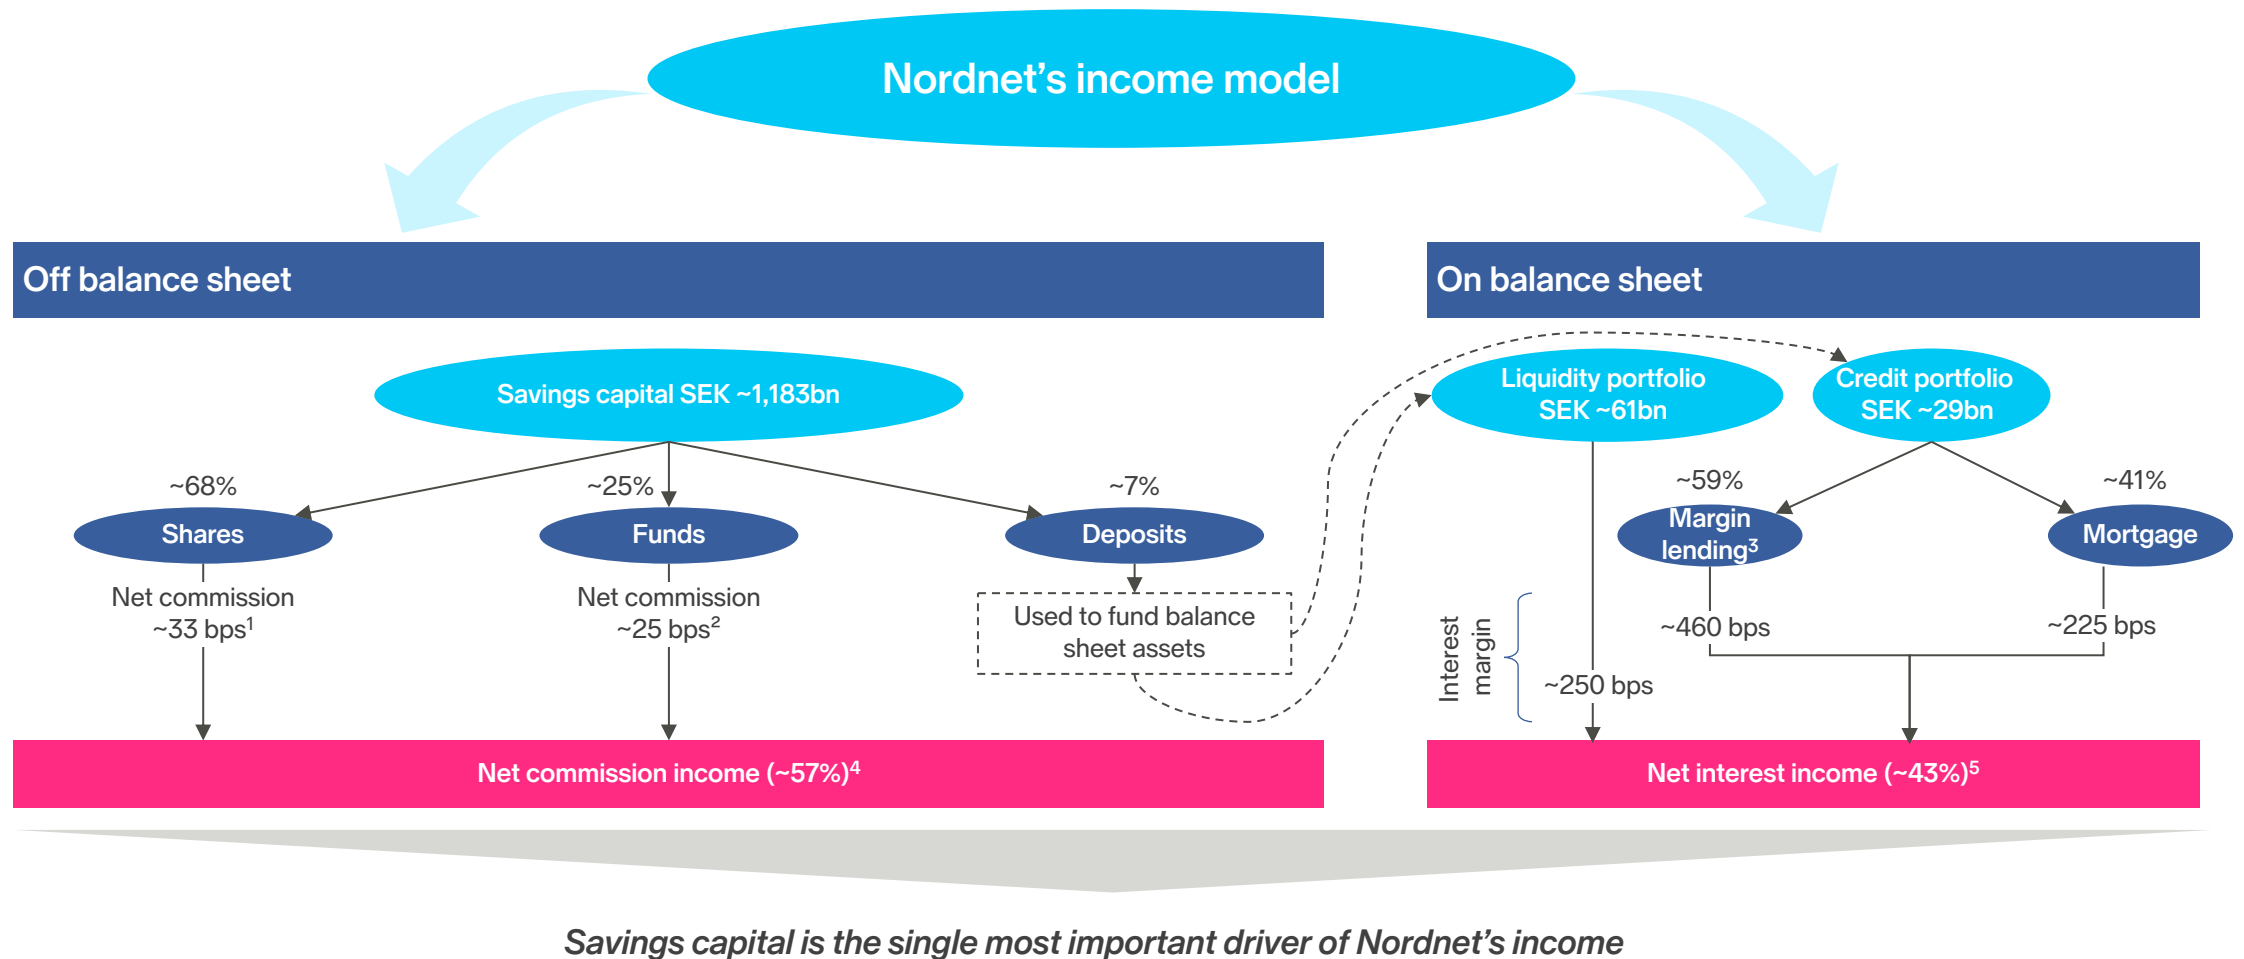 Nordnet's income model
Off balance sheet
On balance sheet
Savings capital SEK ~1,183bn
Liquidity portfolio
SEK ~61bn
Credit portfolio
SEK ~29bn
~68%
~25%
~7%
~59%
~41%
Shares
Funds
Deposits
Margin
lending³
Mortgage
Net commission
~33 bps¹
Net commission
~25 bps²
Used to fund balance
sheet assets
Interest
margin
~250 bps
~460 bps
~225 bps
Net commission income (~57%)⁴
Net interest income (~43%)⁵
Savings capital is the single most important driver of Nordnet's income